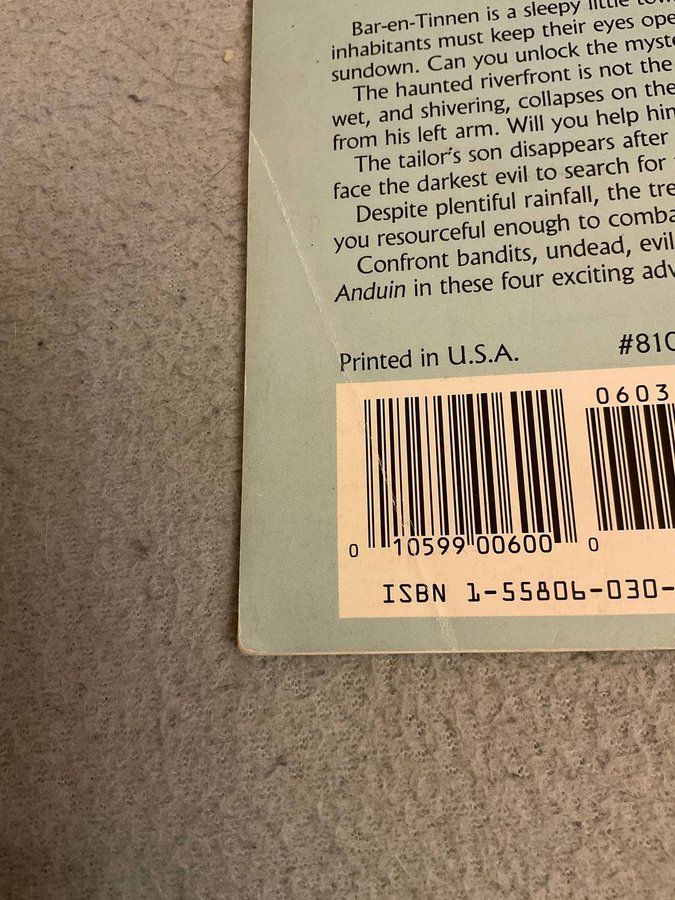 Bar-en-Tinnen is a sleepy little
inhabitants must keep their eyes ope
sundown. Can you unlock the myste
The haunted riverfront is not the
wet, and shivering, collapses on the
from his left arm. Will you help him
The tailor's son disappears after
face the darkest evil to search for
Despite plentiful rainfall, the tre
you resourceful enough to comba
Confront bandits, undead, evil
Anduin in these four exciting adv
Printed in U.S.A. #810
0603
0 10599 00600 0
ISBN 1-55806-030-